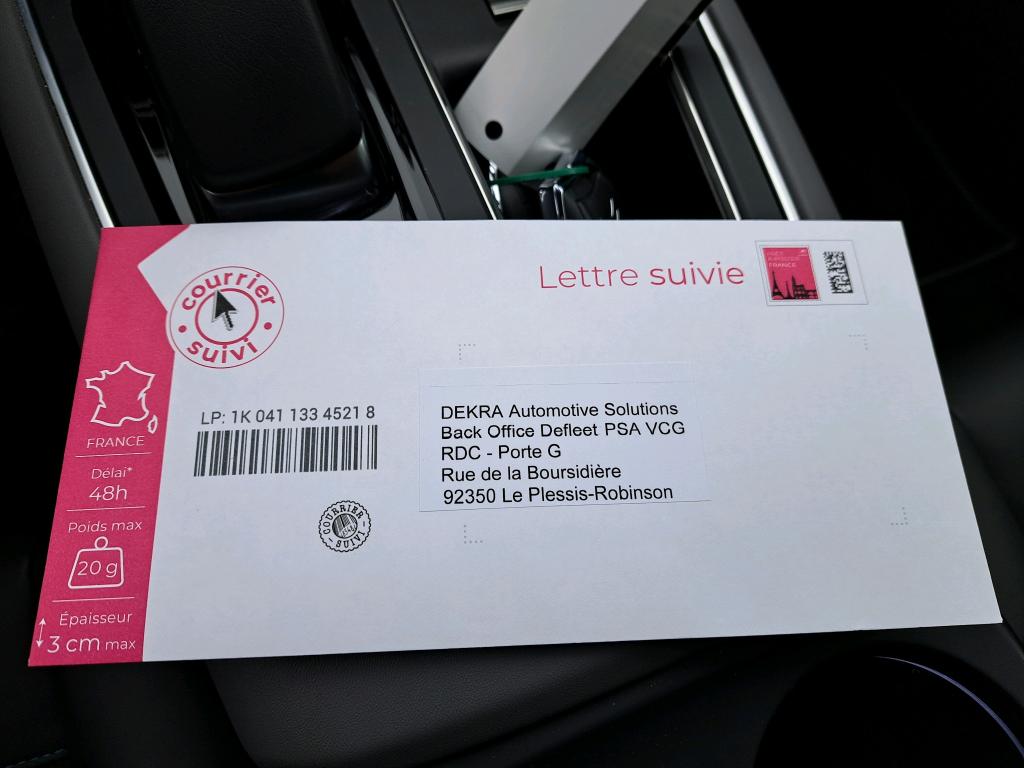 courrier
suivi
Lettre suivie
FRANCE
FRANCE
Délai*
48h
Poids max
20 g
Épaisseur
3 cm max
LP: 1K 041 133 4521 8
COURRIER
SUIVI
DEKRA Automotive Solutions
Back Office Defleet PSA VCG
RDC - Porte G
Rue de la Boursidière
92350 Le Plessis-Robinson